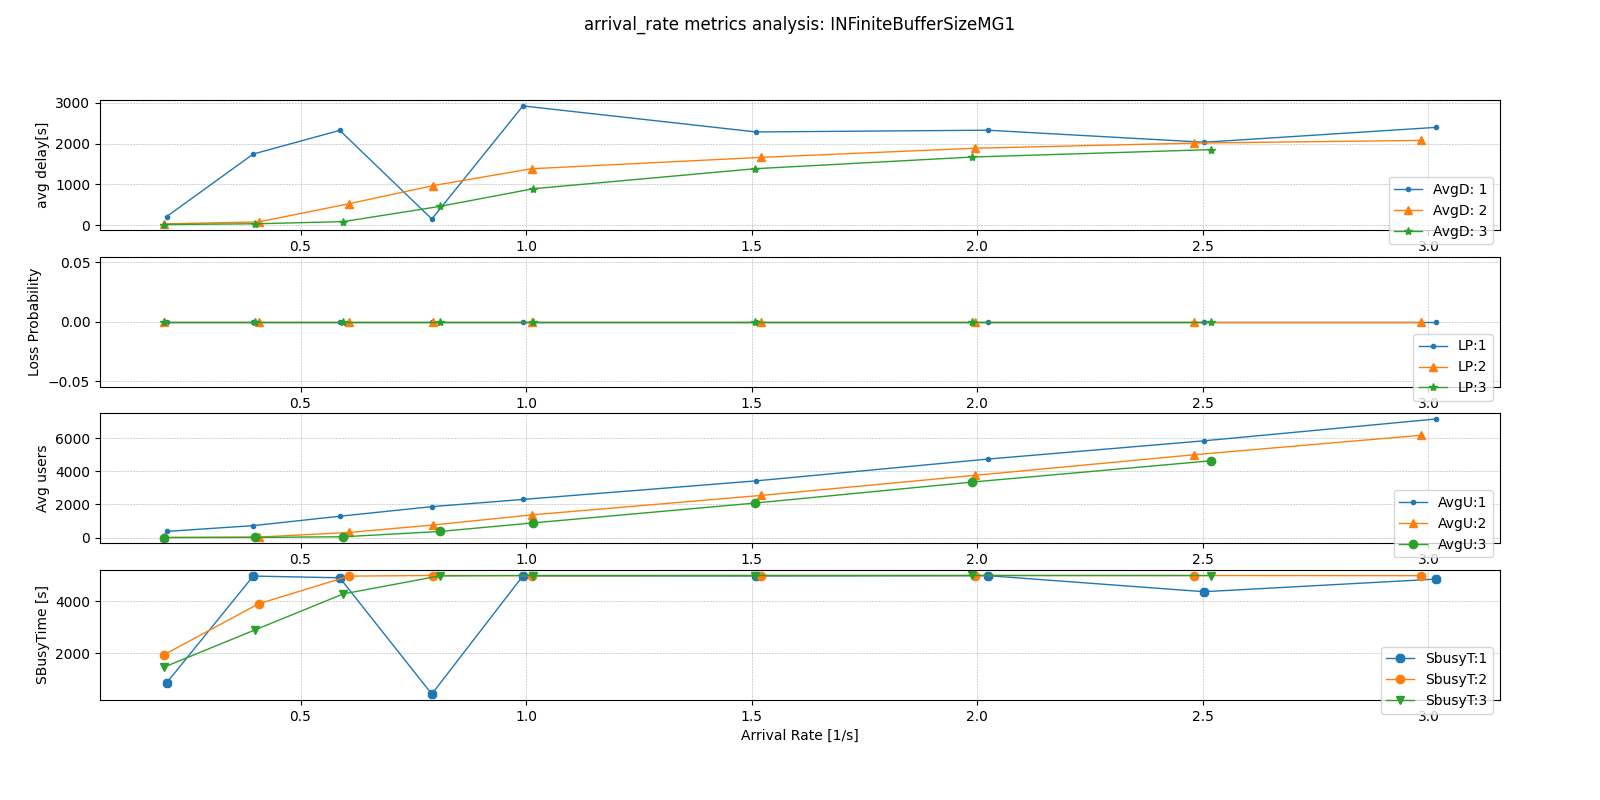 arrival_rate metrics analysis: INFiniteBufferSizeMG1
avg delay[s]
3000
2000
1000
0
AvgD: 1
AvgD: 2
AvgD: 3
0.5 1.0 1.5 2.0 2.5 3.0
Loss Probability
0.05
0.00
−0.05
LP:1
LP:2
LP:3
0.5 1.0 1.5 2.0 2.5 3.0
Avg users
6000
4000
2000
0
AvgU:1
AvgU:2
AvgU:3
0.5 1.0 1.5 2.0 2.5 3.0
SBusyTime [s]
4000
2000
SbusyT:1
SbusyT:2
SbusyT:3
0.5 1.0 1.5 2.0 2.5 3.0
Arrival Rate [1/s]